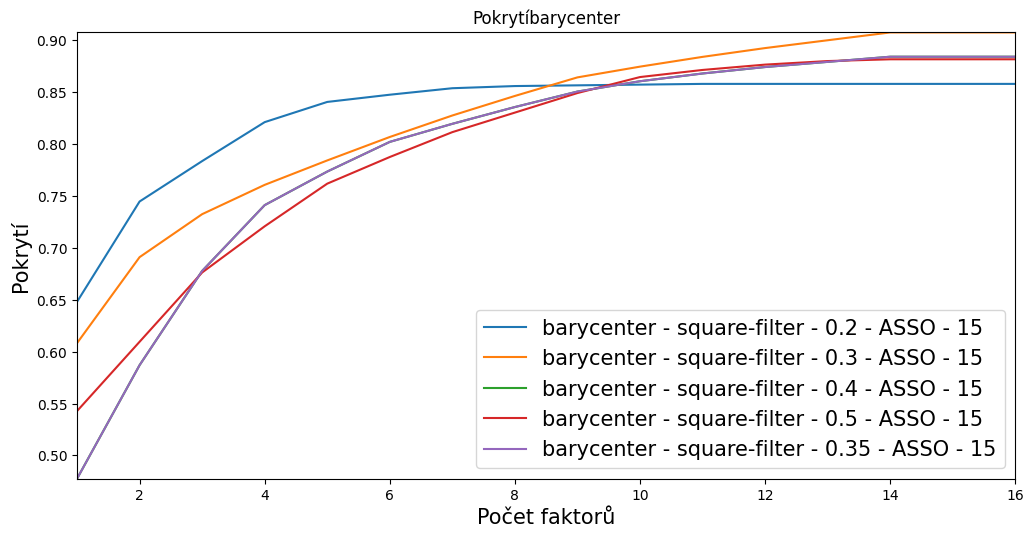 Pokrytíbarycenter
0.90
0.85
0.80
0.75
0.70
0.65
0.60
0.55
0.50
Pokrytí
barycenter - square-filter - 0.2 - ASSO - 15
barycenter - square-filter - 0.3 - ASSO - 15
barycenter - square-filter - 0.4 - ASSO - 15
barycenter - square-filter - 0.5 - ASSO - 15
barycenter - square-filter - 0.35 - ASSO - 15
2 4 6 8 10 12 14 16
Počet faktorů